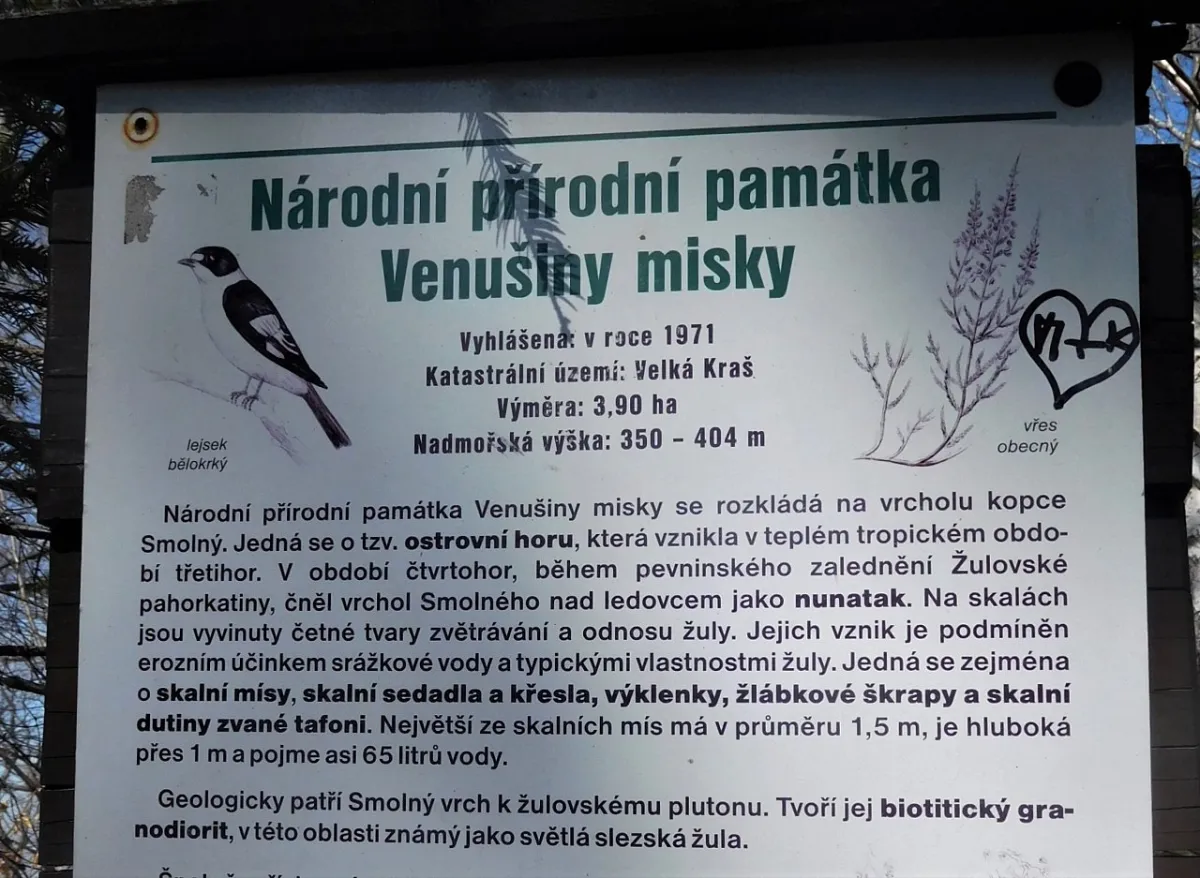 Národní přírodní památka
Venušiny misky
Vyhlášena: v roce 1971
Katastrální území: Velká Kraš
Výměra: 3,90 ha
Nadmořská výška: 350 – 404 m
lejsek
bělokrký
vřes
obecný
K
Národní přírodní památka Venušiny misky se rozkládá na vrcholu kopce
Smolný. Jedná se o tzv. ostrovní horu, která vznikla v teplém tropickém obdo-
bí třetihor. V období čtvrtohor, během pevninského zalednění Žulovské
pahorkatiny, čněl vrchol Smolného nad ledovcem jako nunatak. Na skalách
jsou vyvinuty četné tvary zvětrávání a odnosu žuly. Jejich vznik je podmíněn
erozním účinkem srážkové vody a typickými vlastnostmi žuly. Jedná se zejména
o skalní mísy, skalní sedadla a křesla, výklenky, žlábkové škrapy a skalní
dutiny zvané tafoni. Největší ze skalních mís má v průměru 1,5 m, je hluboká
přes 1 m a pojme asi 65 litrů vody.
Geologicky patří Smolný vrch k žulovskému plutonu. Tvoří jej biotitický gra-
nodiorit, v této oblasti známý jako světlá slezská žula.